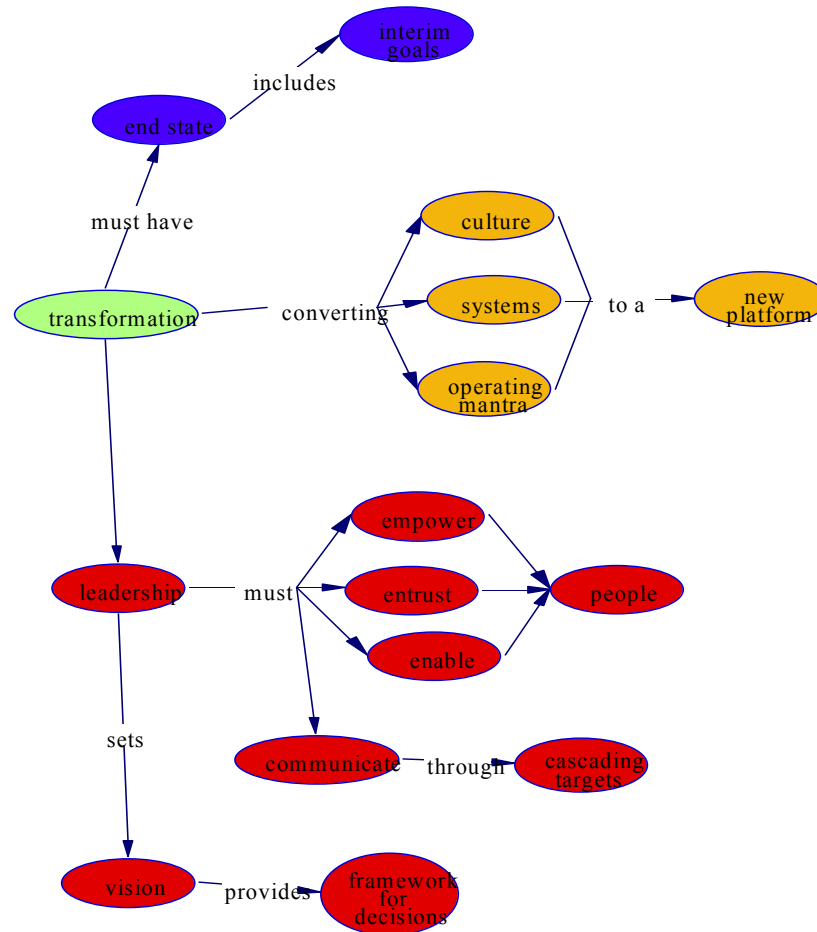 interim
goals
includes
end state
must have
culture
transformation
converting
systems
to a
new
platform
operating
mantra
empower
leadership
must
entrust
people
enable
sets
communicate
through
cascading
targets
vision
provides
framework
for
decisions